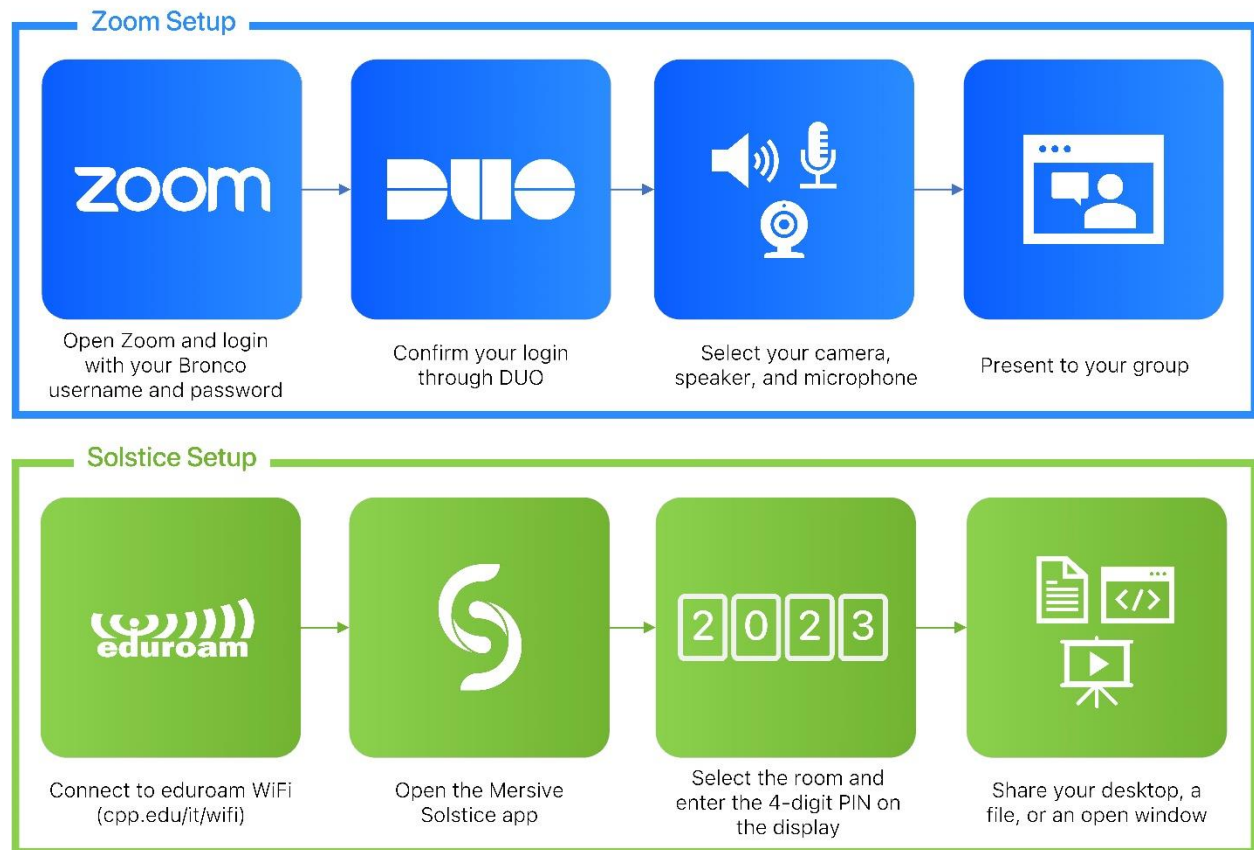 Zoom Setup
zoom
DUO
Open Zoom and login
with your Bronco
username and password
Confirm your login
through DUO
Select your camera,
speaker, and microphone
Present to your group
Solstice Setup
eduroam
2 0 2 3
</>
Connect to eduroam WiFi
(cpp.edu/it/wifi)
Open the Mersive
Solstice app
Select the room and
enter the 4-digit PIN on
the display
Share your desktop, a
file, or an open window